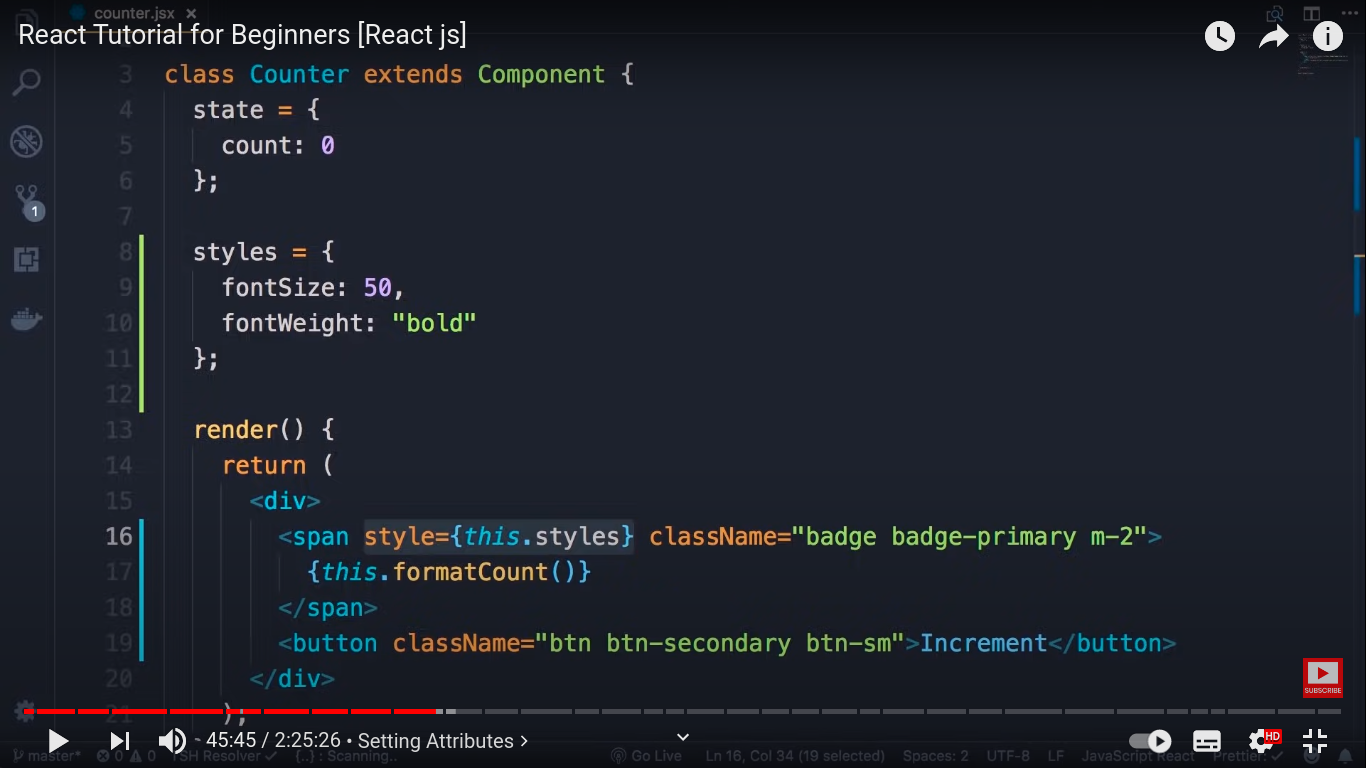 counter.jsx
React Tutorial for Beginners [React js]
3 class Counter extends Component {
4 state = {
5 count: 0
6 };
7
8 styles = {
9 fontSize: 50,
10 fontWeight: "bold"
11 };
12
13 render() {
14 return (
15 <div>
16 <span style={this.styles} className="badge badge-primary m-2">
17 {this.formatCount()}
18 </span>
19 <button className="btn btn-secondary btn-sm">Increment</button>
20 </div>
21 );
1
SUBSCRIBE
45:45 / 2:25:26 • Setting Attributes ›
HD
master* 0 0 TSH Resolver ✓ {..} : Scanning.. Go Live Ln 16, Col 34 (19 selected) Spaces: 2 UTF-8 LF JavaScript React Prettier: ✓